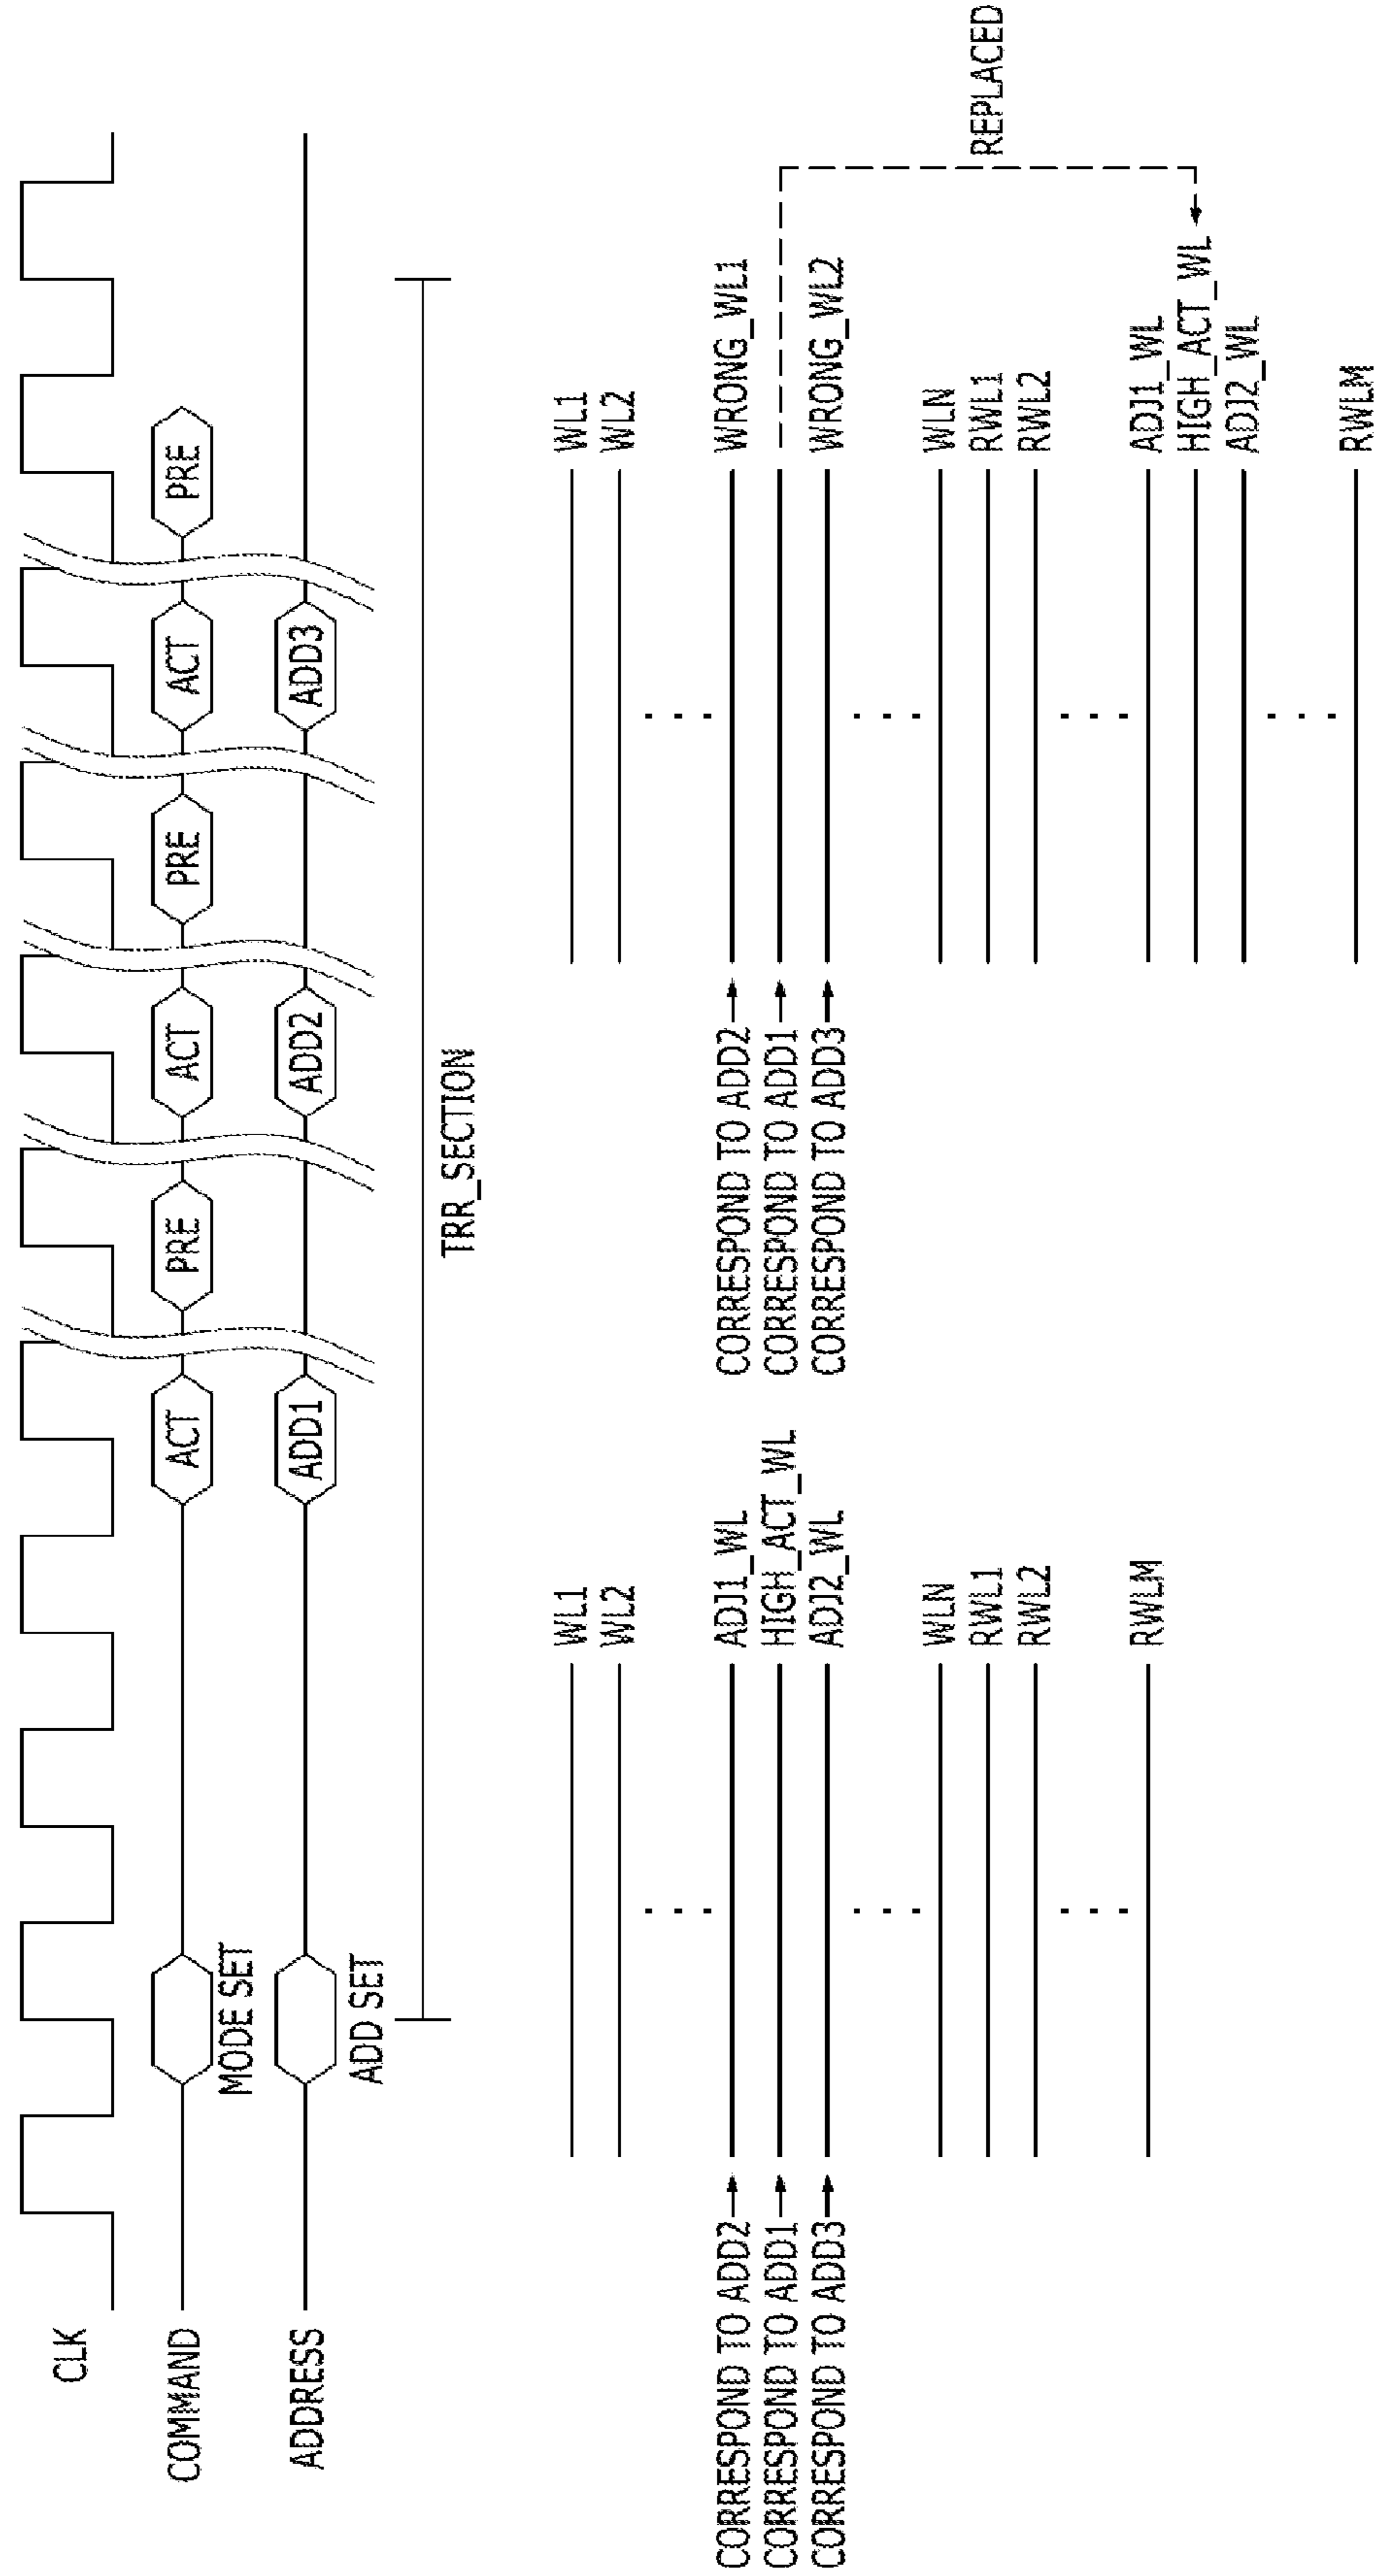 CLK
COMMAND
MODE SET
ACT
PRE
ACT
PRE
ACT
PRE
ADDRESS
ADD SET
ADD1
ADD2
ADD3
TRR_SECTION
WL1
WL2
CORRESPOND TO ADD2
ADJ1_WL
CORRESPOND TO ADD1
HIGH_ACT_WL
CORRESPOND TO ADD3
ADJ2_WL
WLN
RWL1
RWL2
RWLM
WL1
WL2
CORRESPOND TO ADD2
WRONG_WL1
CORRESPOND TO ADD1
CORRESPOND TO ADD3
WRONG_WL2
REPLACED
WLN
RWL1
RWL2
ADJ1_WL
HIGH_ACT_WL
ADJ2_WL
RWLM